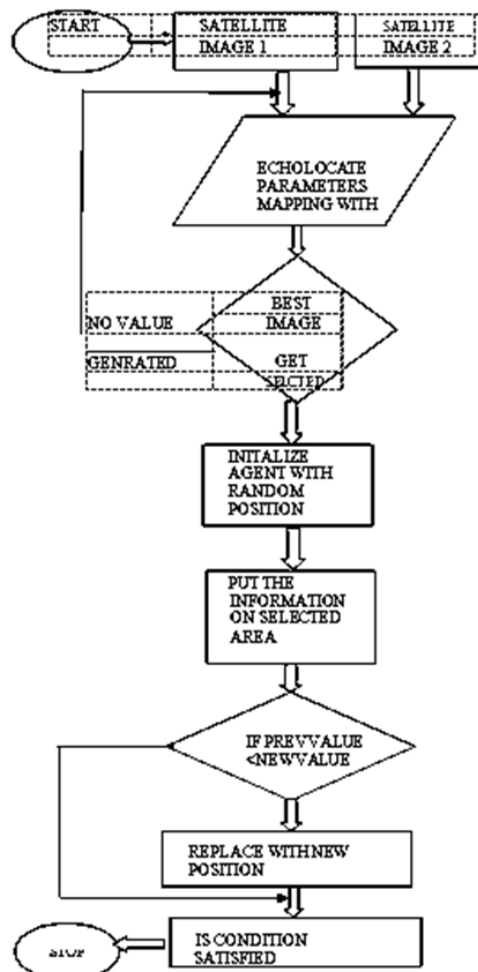 START
SATELLITE
IMAGE 1
SATELLITE
IMAGE 2
ECHOLOCATE
PARAMETERS
MAPPING WITH
BEST
NO VALUE IMAGE
GENRATED GET
SELCTED
INITALIZE
AGENT WITH
RANDOM
POSITION
PUT THE
INFORMATION
ON SELECTED
AREA
IF PREVVALUE
<NEWVALUE
REPLACE WITH NEW
POSITION
IS CONDITION
SATISFIED
STOP